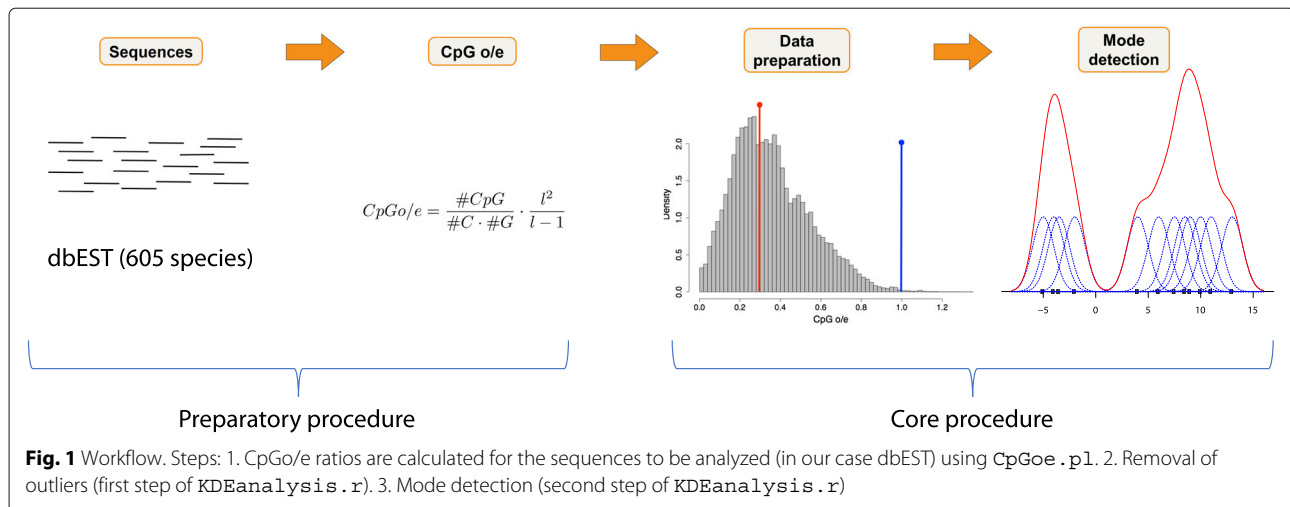 Sequences
CpG o/e
Data
preparation
Mode
detection
dbEST (605 species)
CpGo/e = #CpG / #C · #G · l² / l − 1
Density
2.0
1.5
1.0
0.5
0.0
0.0 0.2 0.4 0.6 0.8 1.0 1.2
CpG o/e
−5 0 5 10 15
Preparatory procedure
Core procedure
Fig. 1 Workflow. Steps: 1. CpGo/e ratios are calculated for the sequences to be analyzed (in our case dbEST) using CpGoe.pl. 2. Removal of
outliers (first step of KDEanalysis.r). 3. Mode detection (second step of KDEanalysis.r)